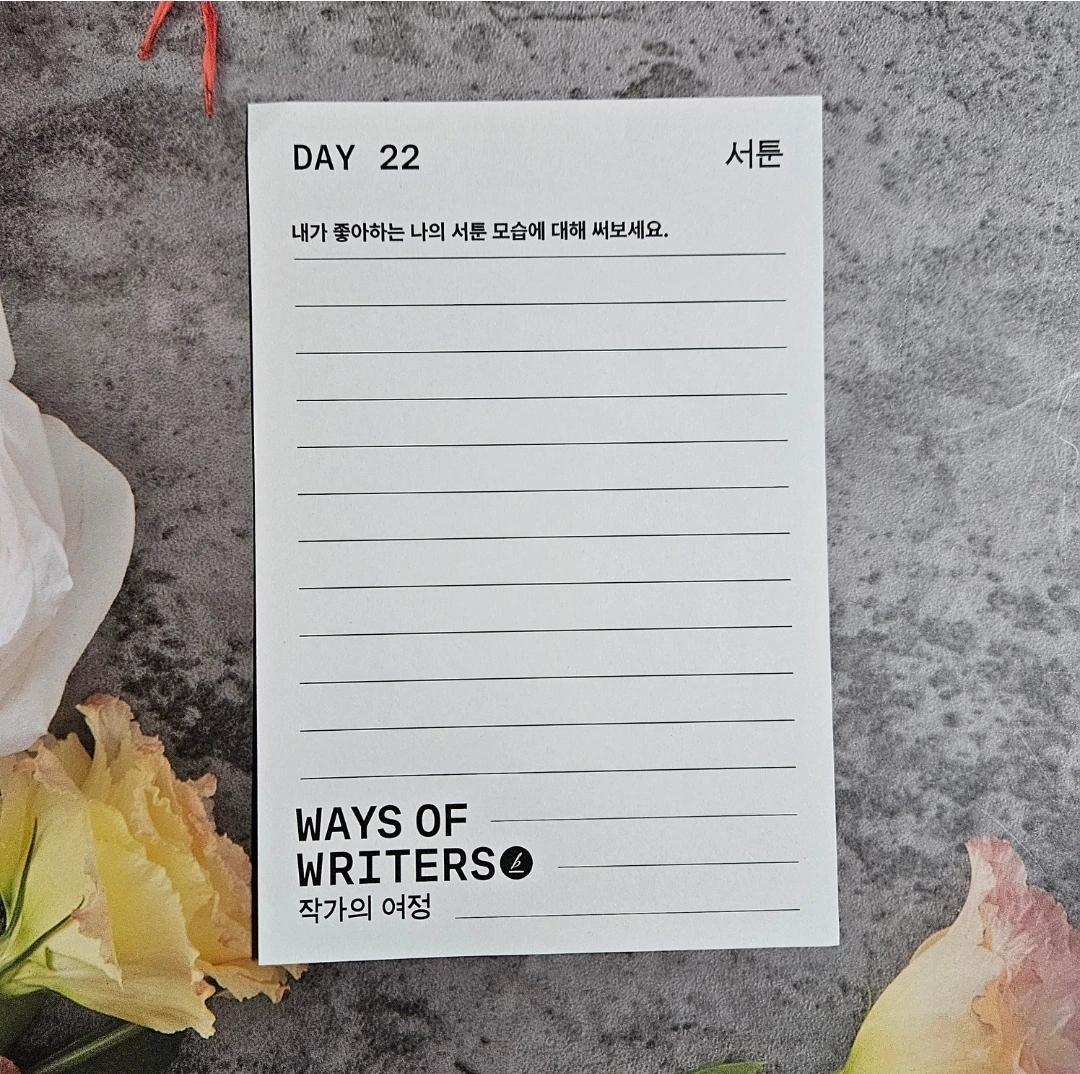 DAY 22 서툰
내가 좋아하는 나의 서툰 모습에 대해 써보세요.
WAYS OF
WRITERS
작가의 여정